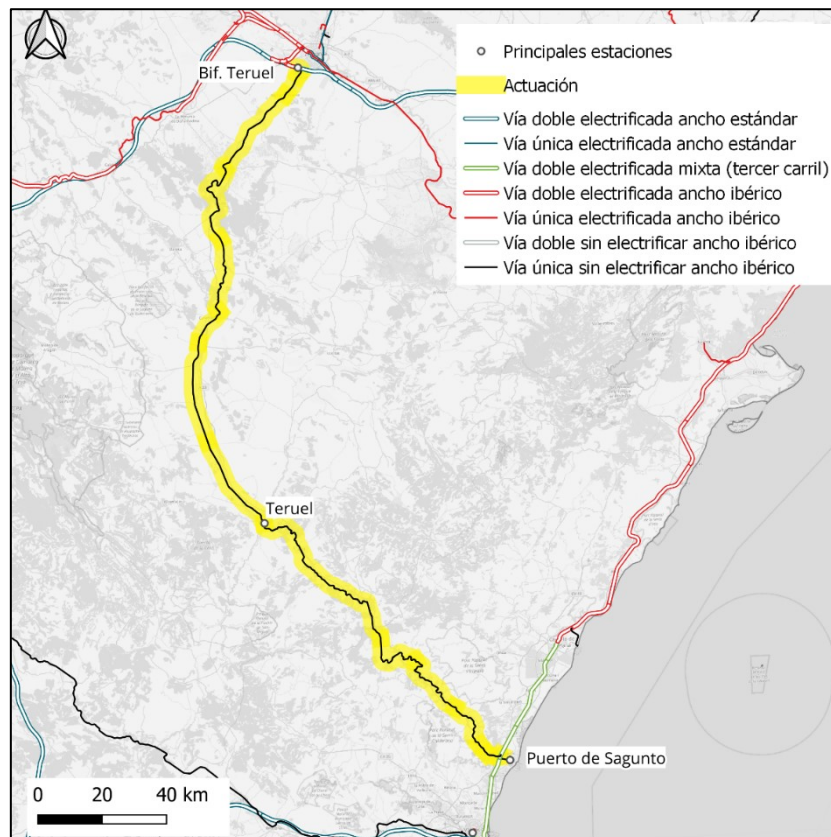 Principales estaciones
Actuación
Vía doble electrificada ancho estándar
Vía única electrificada ancho estándar
Vía doble electrificada mixta (tercer carril)
Vía doble electrificada ancho ibérico
Vía única electrificada ancho ibérico
Vía doble sin electrificar ancho ibérico
Vía única sin electrificar ancho ibérico
Bif. Teruel
Teruel
Puerto de Sagunto
0 20 40 km